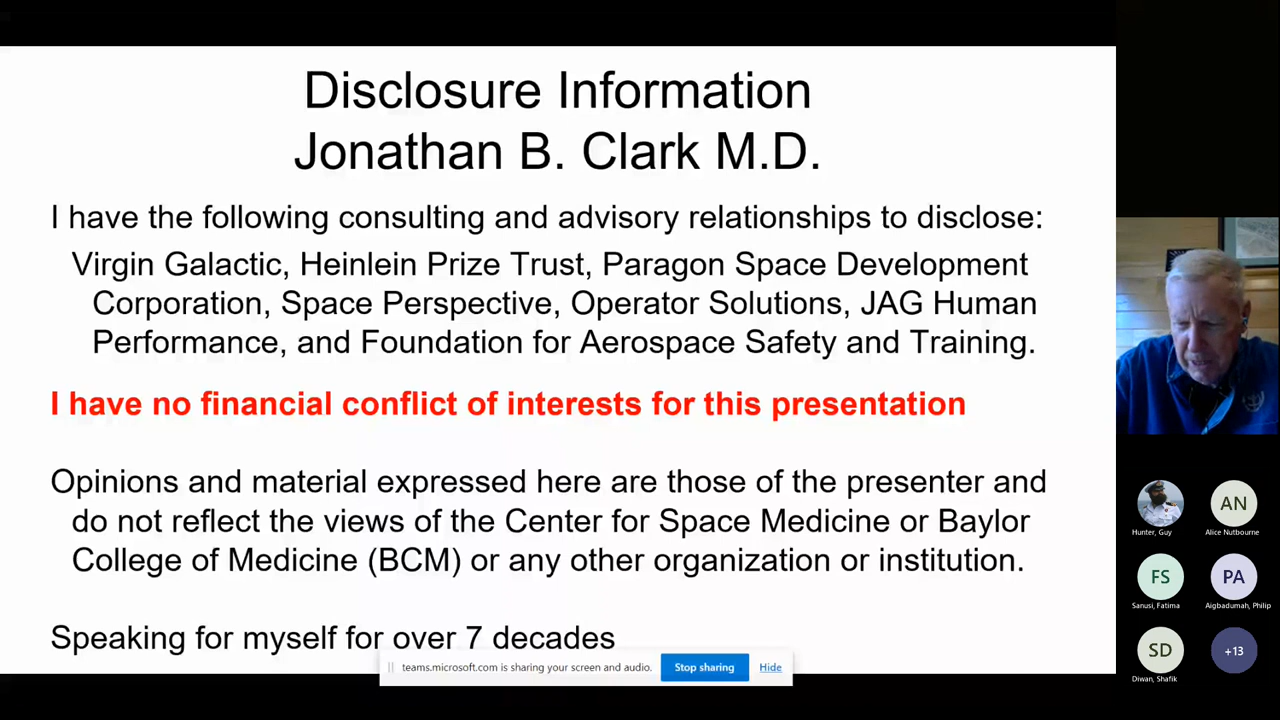 Disclosure Information
Jonathan B. Clark M.D.
I have the following consulting and advisory relationships to disclose:
Virgin Galactic, Heinlein Prize Trust, Paragon Space Development
Corporation, Space Perspective, Operator Solutions, JAG Human
Performance, and Foundation for Aerospace Safety and Training.
I have no financial conflict of interests for this presentation
Opinions and material expressed here are those of the presenter and
do not reflect the views of the Center for Space Medicine or Baylor
College of Medicine (BCM) or any other organization or institution.
Speaking for myself for over 7 decades
teams.microsoft.com is sharing your screen and audio.
Stop sharing
Hide
Hunter, Guy
AN
Alice Nutbourne
FS
Sanusi, Fatima
PA
Aigbadumah, Philip
SD
Diwan, Shafik
+13